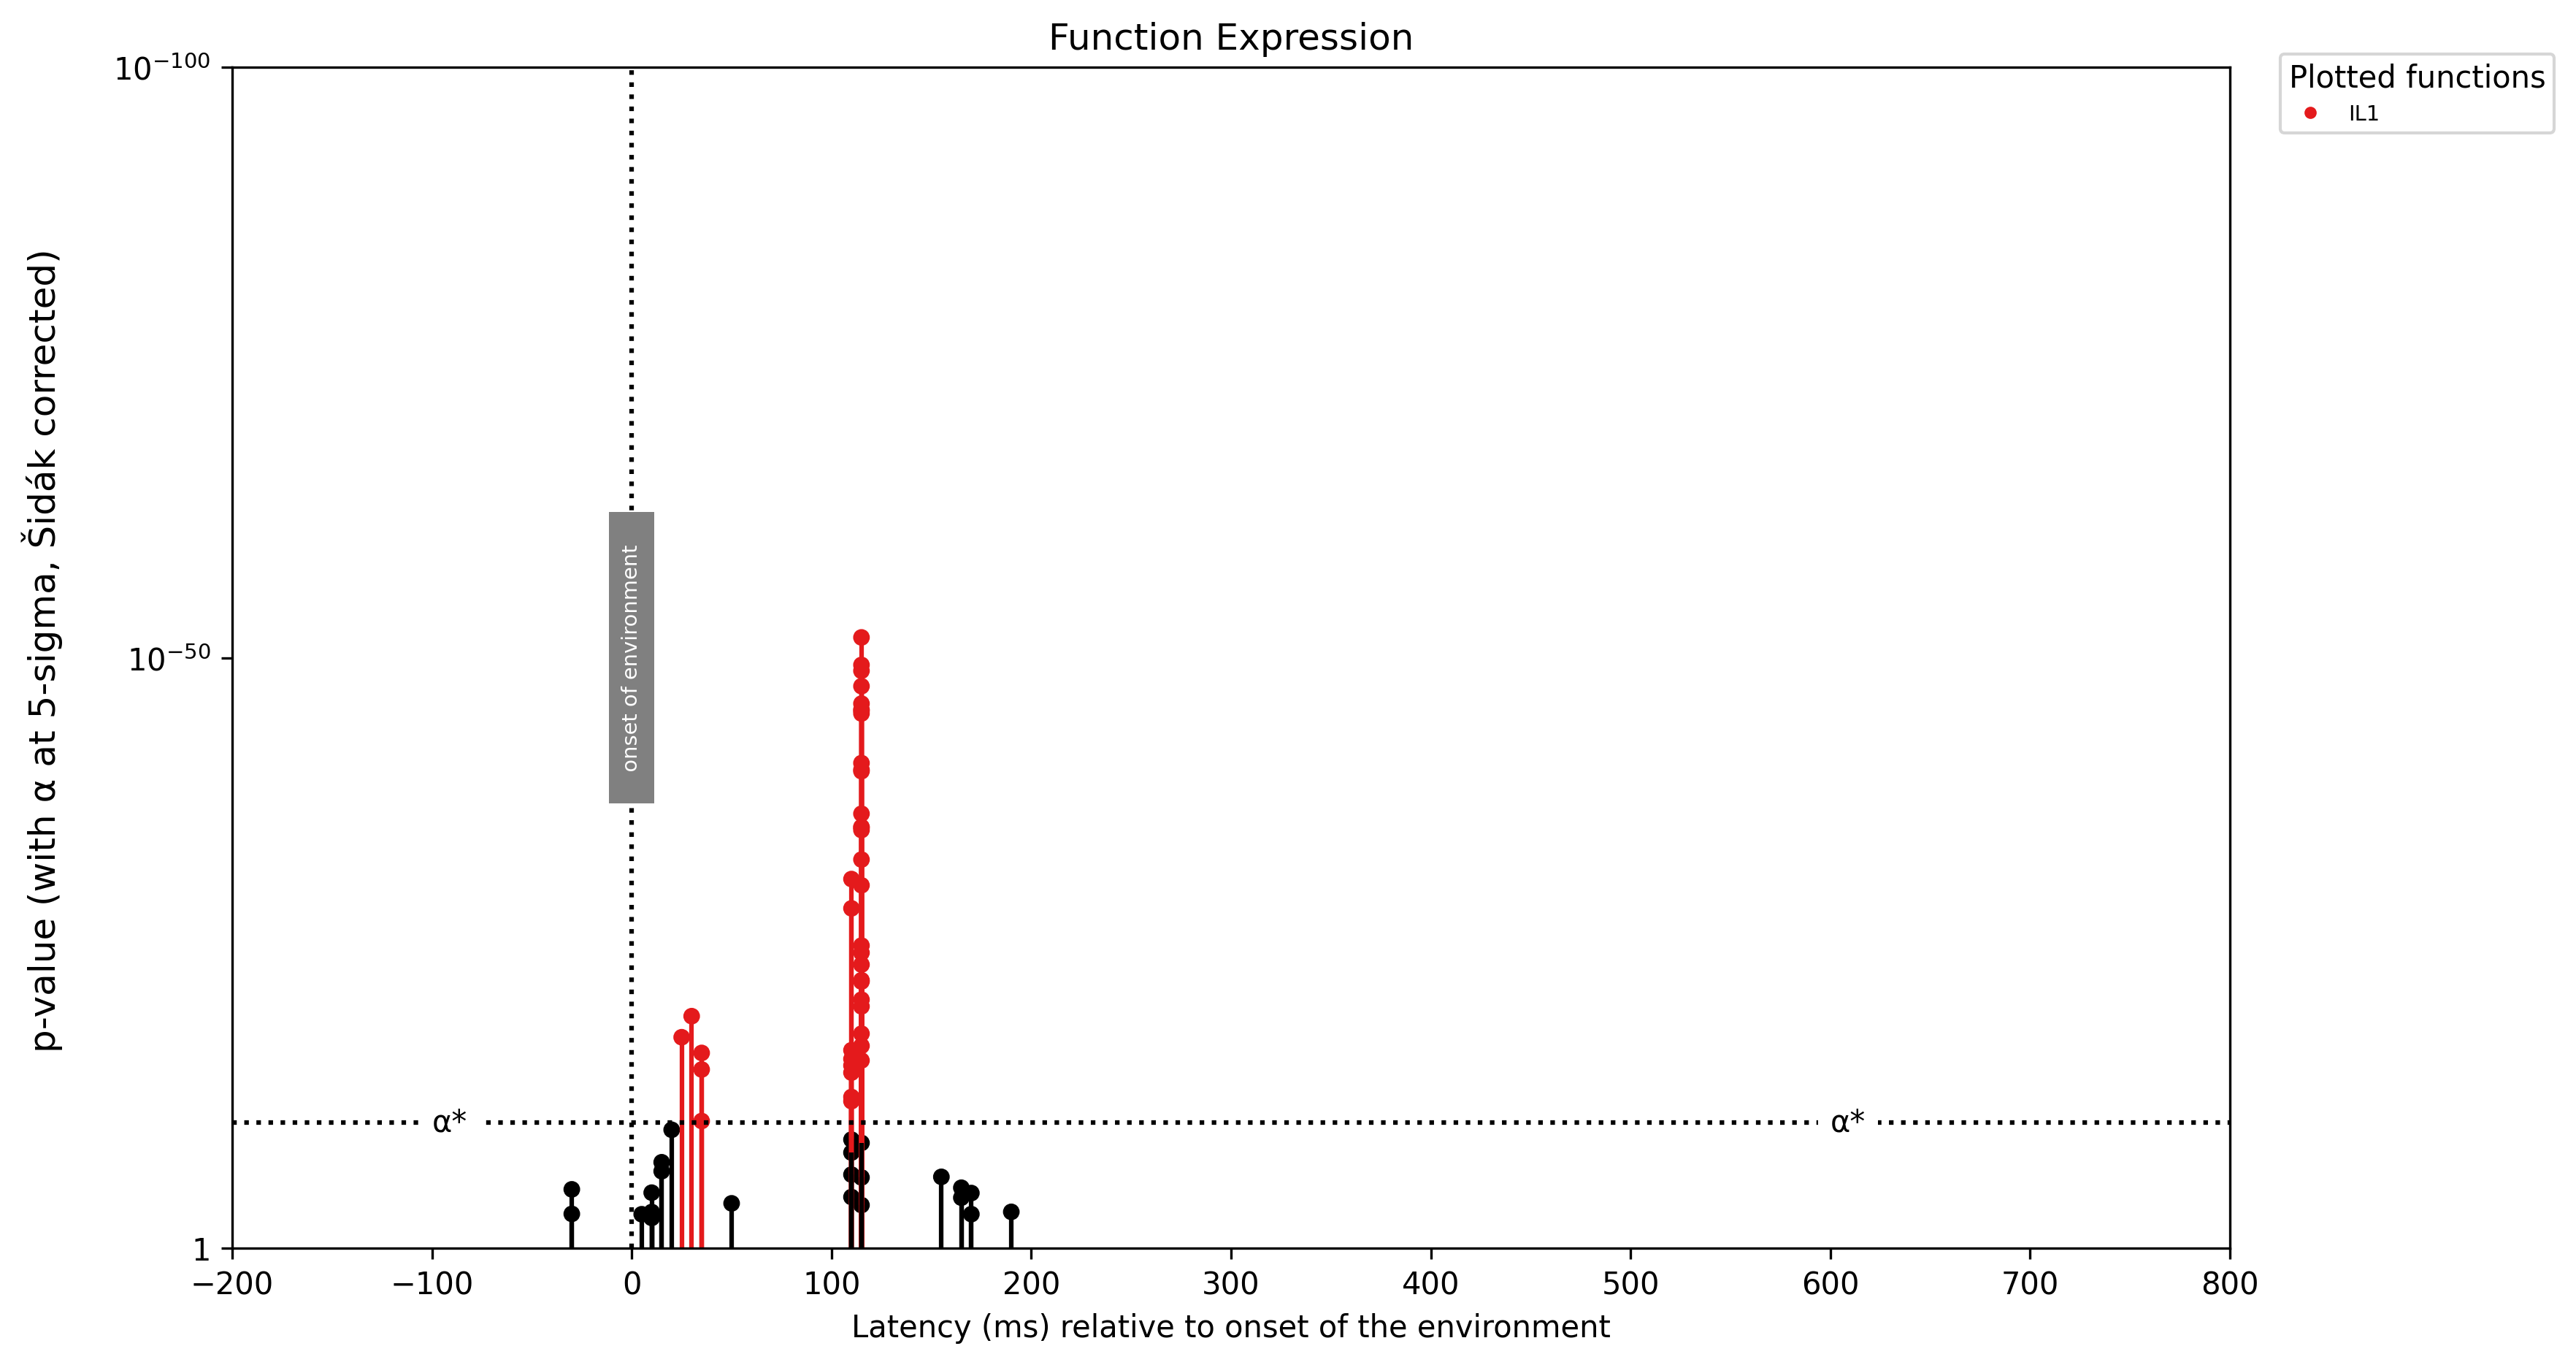 Function Expression
Plotted functions
IL1
p-value (with α at 5-sigma, Šidák corrected)
10⁻¹⁰⁰
10⁻⁵⁰
1
onset of environment
α*
α*
−200
−100
0
100
200
300
400
500
600
700
800
Latency (ms) relative to onset of the environment